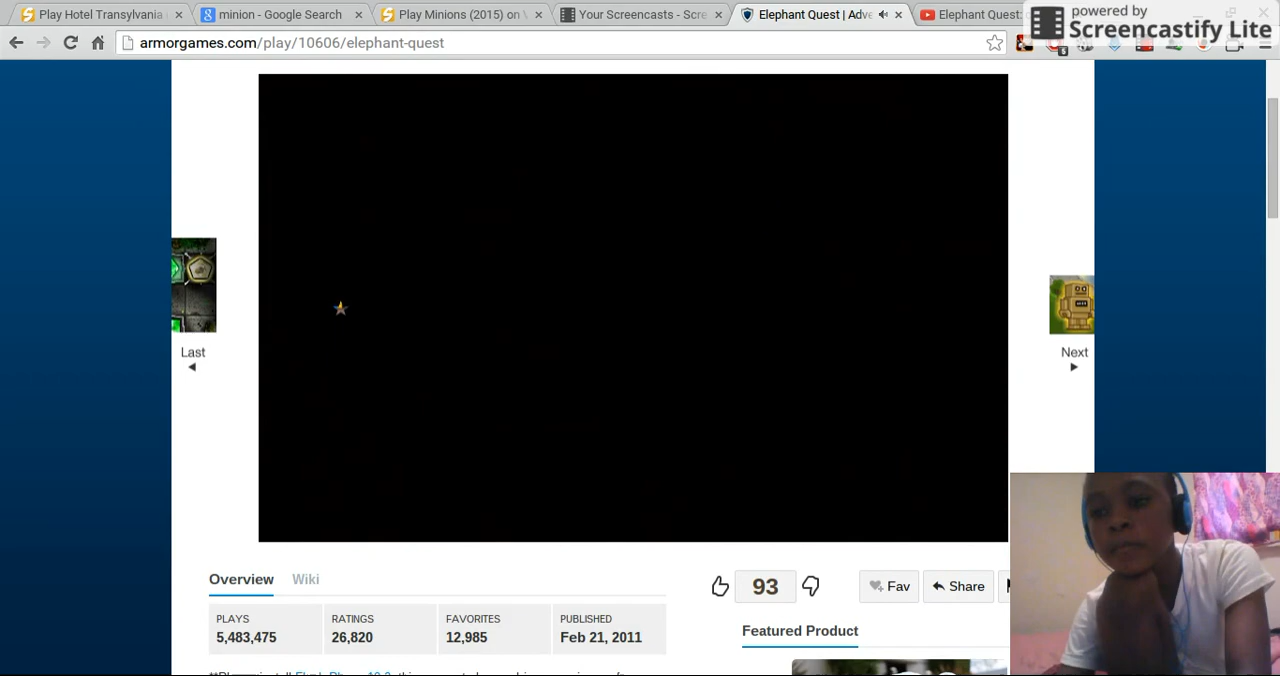 Play Hotel Transylvania
minion - Google Search
Play Minions (2015) on
Your Screencasts - Scre
Elephant Quest | Adve
Elephant Quest:
powered by
Screencastify Lite
armorgames.com/play/10606/elephant-quest
Last
Next
Overview
Wiki
93
Fav
Share
PLAYS
RATINGS
FAVORITES
PUBLISHED
5,483,475
26,820
12,985
Feb 21, 2011
Featured Product